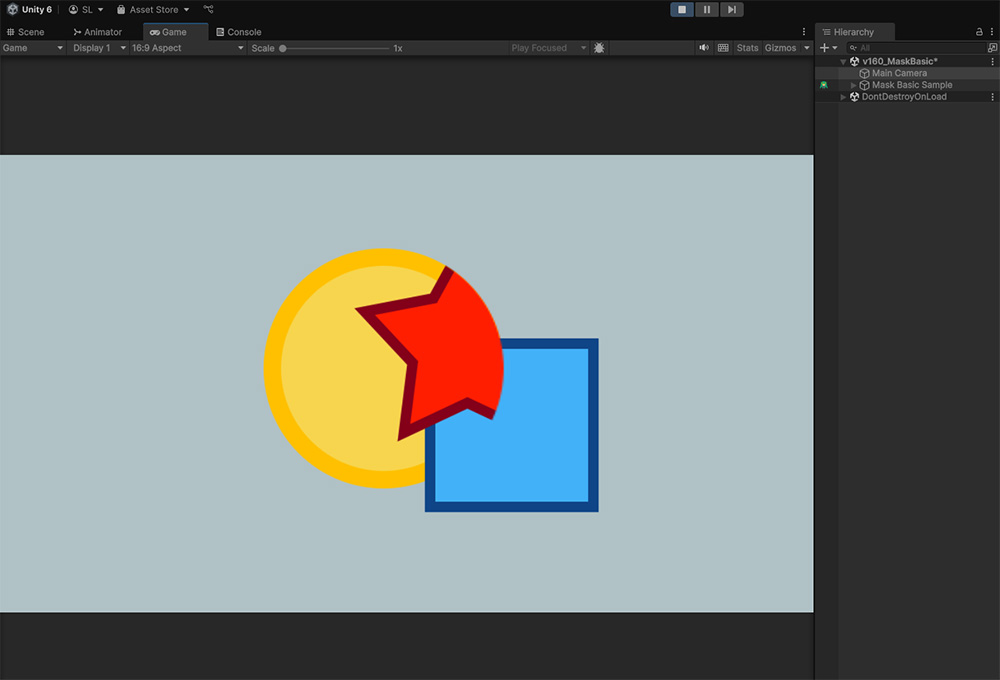 Unity 6 SL Asset Store
Scene Animator Game Console
Game Display 1 16:9 Aspect Scale 1x Play Focused Stats Gizmos
Hierarchy
All
v160_MaskBasic*
Main Camera
Mask Basic Sample
DontDestroyOnLoad